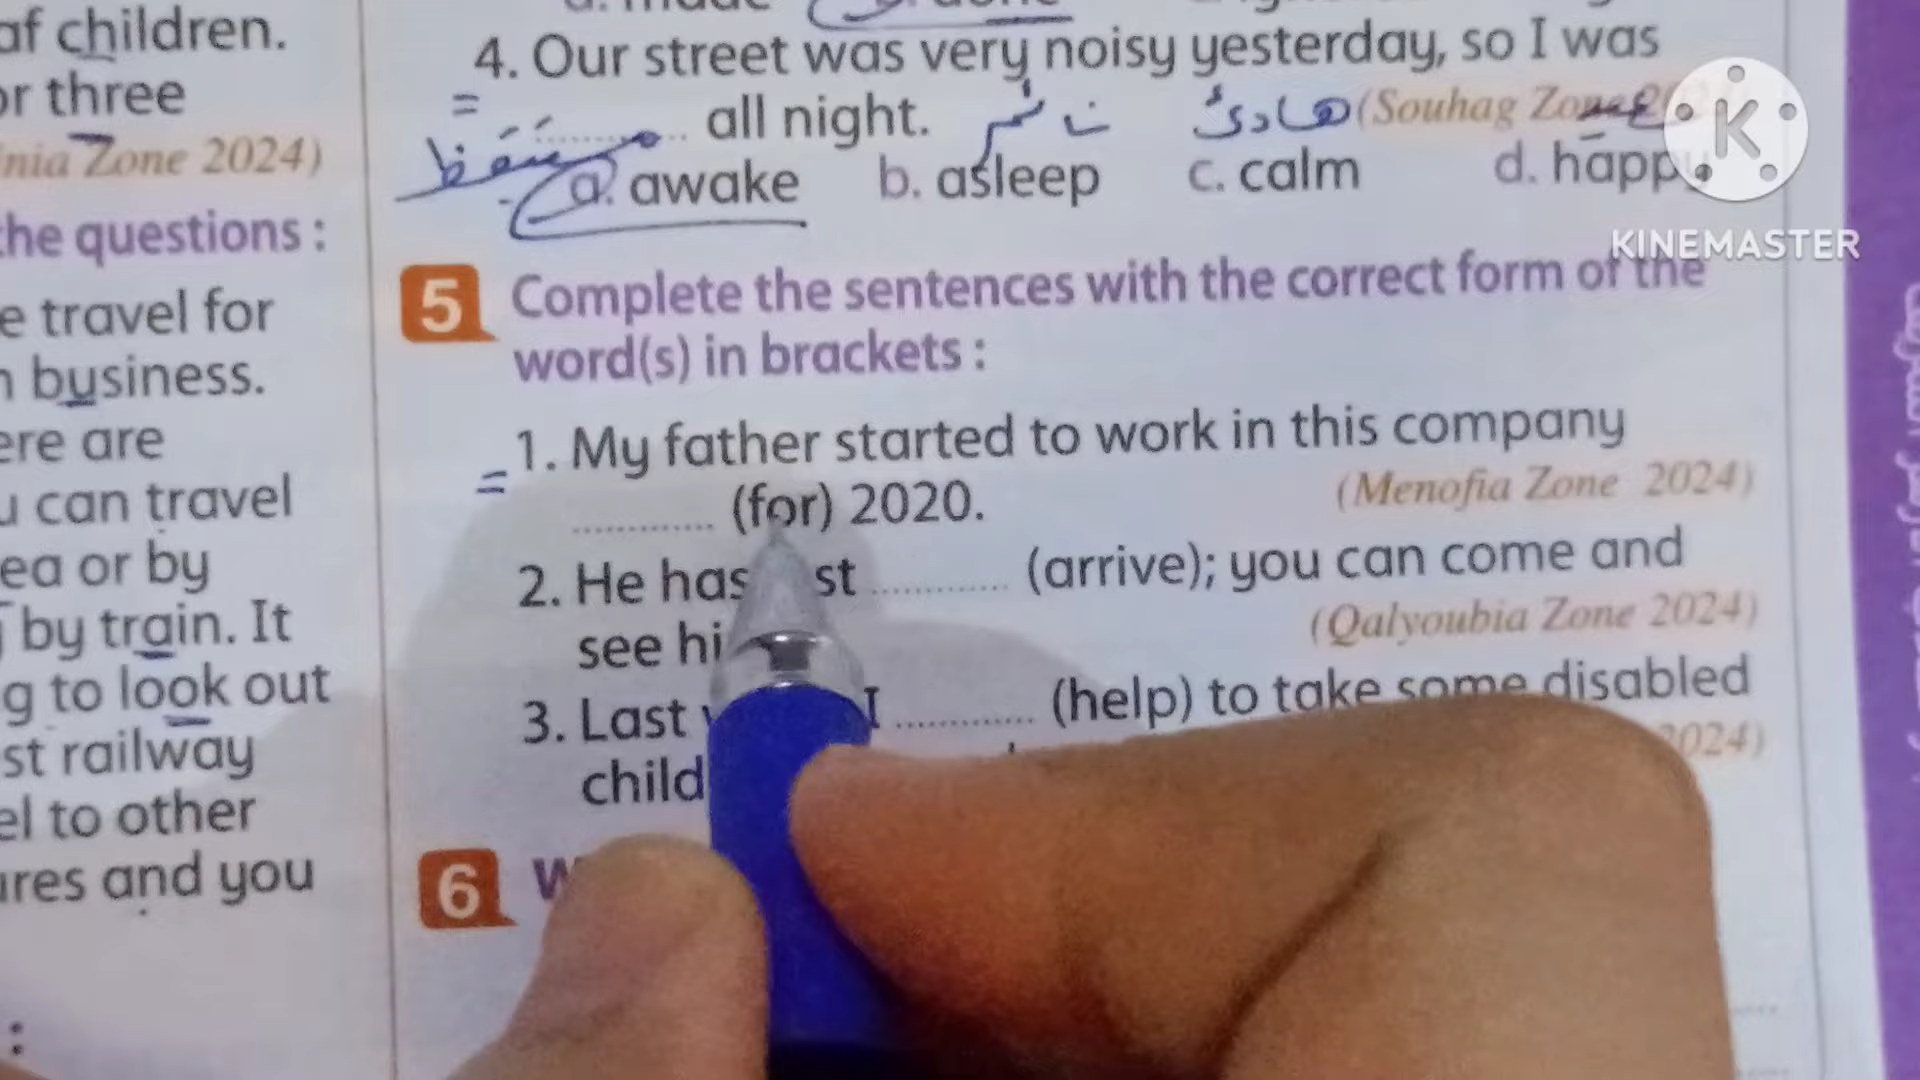 af children.
or three
nia Zone 2024)
the questions :
e travel for
n business.
ere are
u can travel
ea or by
by train. It
g to look out
st railway
el to other
ures and you
:
4. Our street was very noisy yesterday, so I was
= ............ all night. (Souhag Zone
مستيقظ نائم هادئ
a. awake b. asleep c. calm d. happy
KINEMASTER
5 Complete the sentences with the correct form of the
word(s) in brackets :
= 1. My father started to work in this company
............ (for) 2020. (Menofia Zone 2024)
2. He has st ............ (arrive); you can come and
see hi (Qalyoubia Zone 2024)
3. Last I ............ (help) to take some disabled
child 2024)
6 W